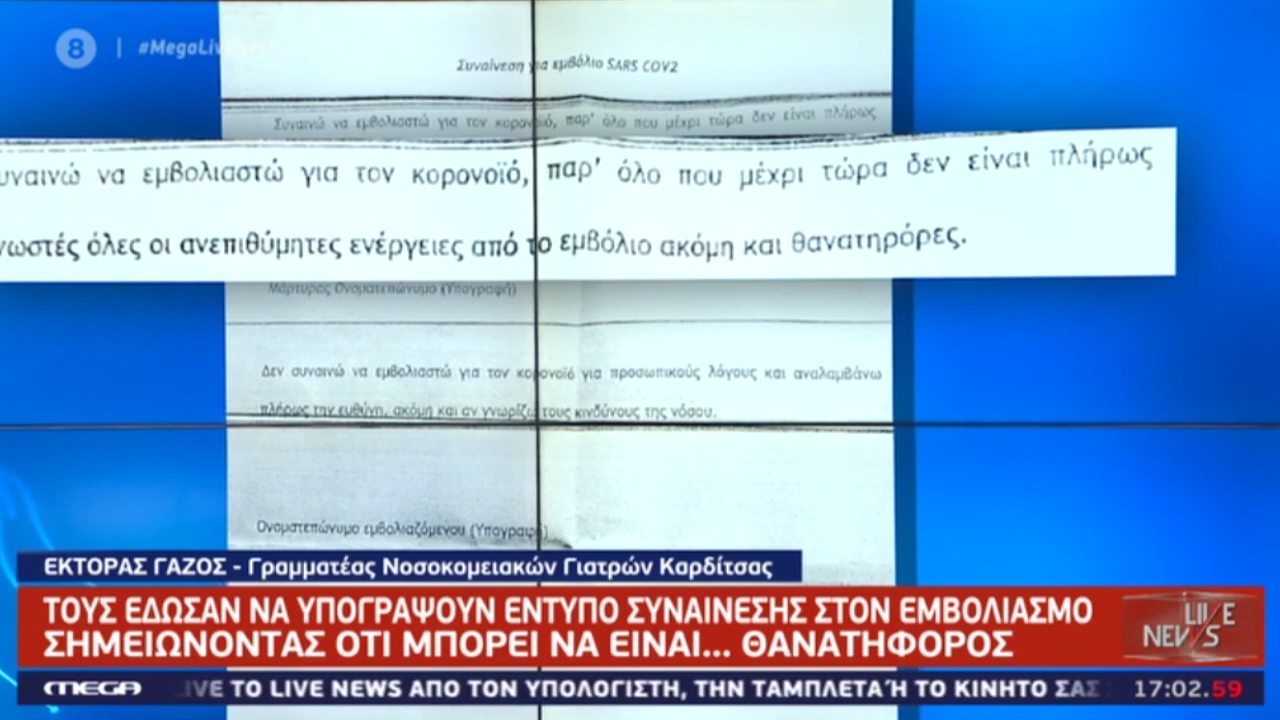 8 | #MegaLiveNews
Συναίνεση για εμβόλιο SARS COV2
Συναινώ να εμβολιαστώ για τον κορονοϊό, παρ' όλο που μέχρι τώρα δεν είναι πλήρως
υναινώ να εμβολιαστώ για τον κορονοϊό, παρ' όλο που μέχρι τώρα δεν είναι πλήρως
νωστές όλες οι ανεπιθύμητες ενέργειες από το εμβόλιο ακόμη και θανατηρόρες.
Μάρτυρας Ονοματεπώνυμο (Υπογραφή)
Δεν συναινώ να εμβολιαστώ για τον κορονοϊό για προσωπικούς λόγους και αναλαμβάνω
πλήρως την ευθύνη, ακόμη και αν γνωρίζω τους κινδύνους της νόσου.
Ονοματεπώνυμο εμβολιαζόμενου (Υπογραφή)
ΕΚΤΟΡΑΣ ΓΑΖΟΣ - Γραμματέας Νοσοκομειακών Γιατρών Καρδίτσας
ΤΟΥΣ ΕΔΩΣΑΝ ΝΑ ΥΠΟΓΡΑΨΟΥΝ ΕΝΤΥΠΟ ΣΥΝΑΙΝΕΣΗΣ ΣΤΟΝ ΕΜΒΟΛΙΑΣΜΟ
ΣΗΜΕΙΩΝΟΝΤΑΣ ΟΤΙ ΜΠΟΡΕΙ ΝΑ ΕΙΝΑΙ... ΘΑΝΑΤΗΦΟΡΟΣ
LIVE
NEWS
MEGA IVE ΤΟ LIVE NEWS ΑΠΟ ΤΟΝ ΥΠΟΛΟΓΙΣΤΗ, ΤΗΝ ΤΑΜΠΛΕΤΑ Ή ΤΟ ΚΙΝΗΤΟ ΣΑΣ 17:02.59